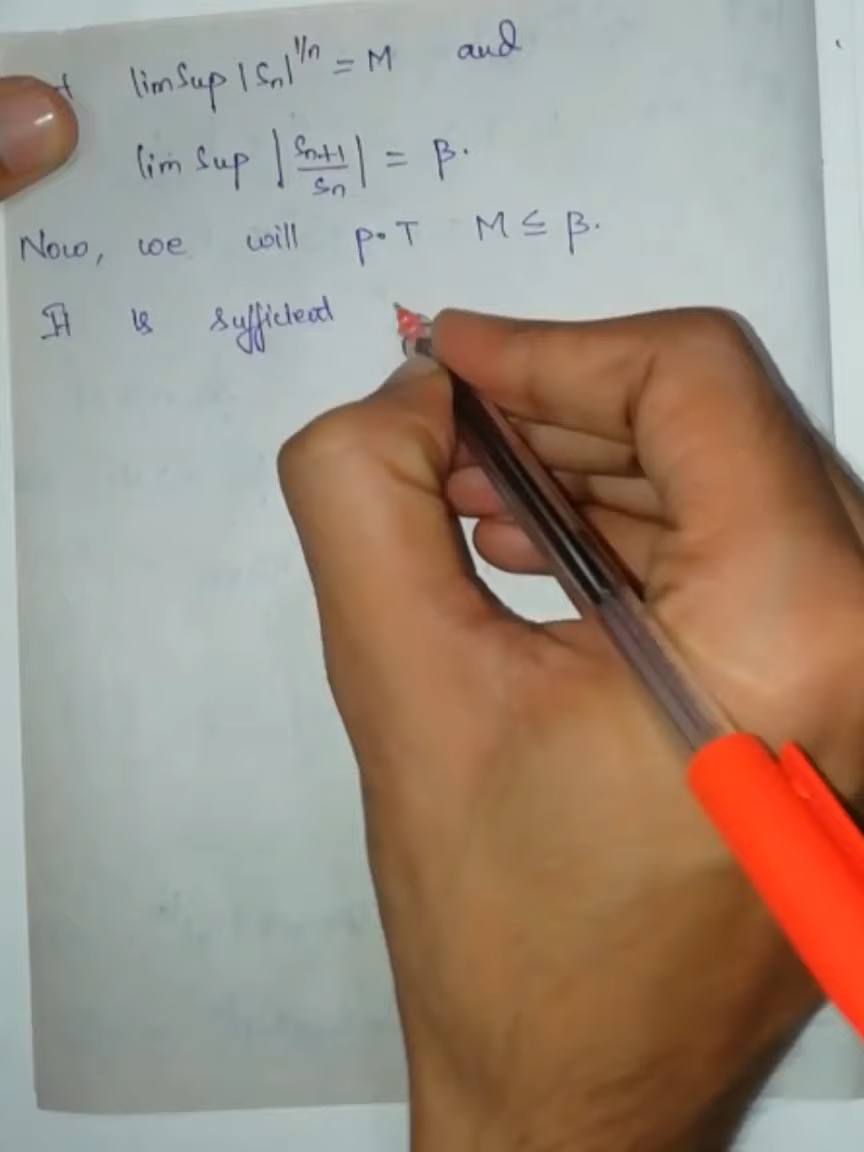 lim Sup |Sn|^1/n = M and
lim Sup |Sn+1/Sn| = β.
Now, we will P.T M ≤ β.
It is sufficient